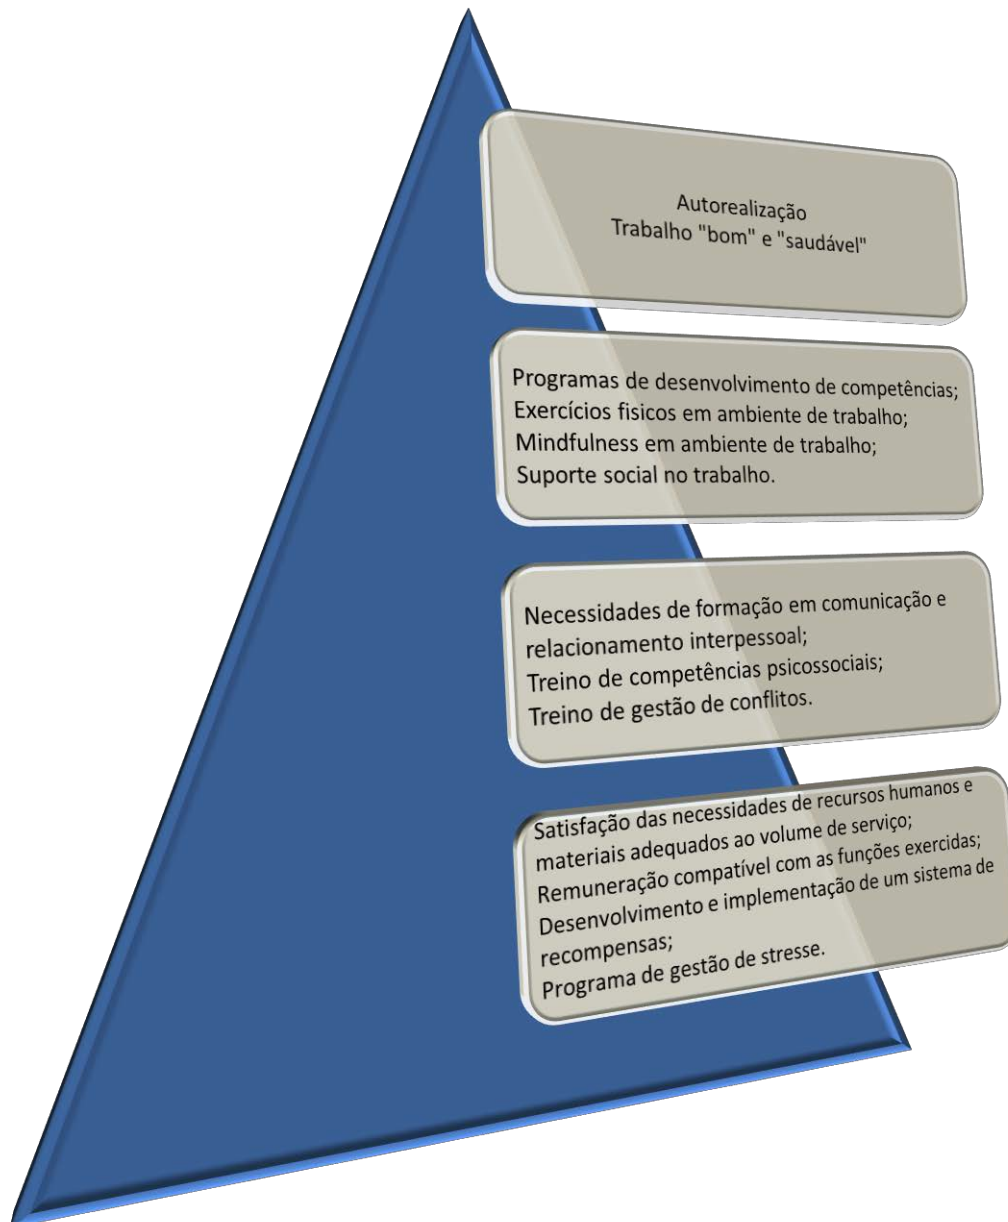 Autorealização
Trabalho "bom" e "saudável"
Programas de desenvolvimento de competências;
Exercícios fisicos em ambiente de trabalho;
Mindfulness em ambiente de trabalho;
Suporte social no trabalho.
Necessidades de formação em comunicação e
relacionamento interpessoal;
Treino de competências psicossociais;
Treino de gestão de conflitos.
Satisfação das necessidades de recursos humanos e
materiais adequados ao volume de serviço;
Remuneração compatível com as funções exercidas;
Desenvolvimento e implementação de um sistema de
recompensas;
Programa de gestão de stresse.